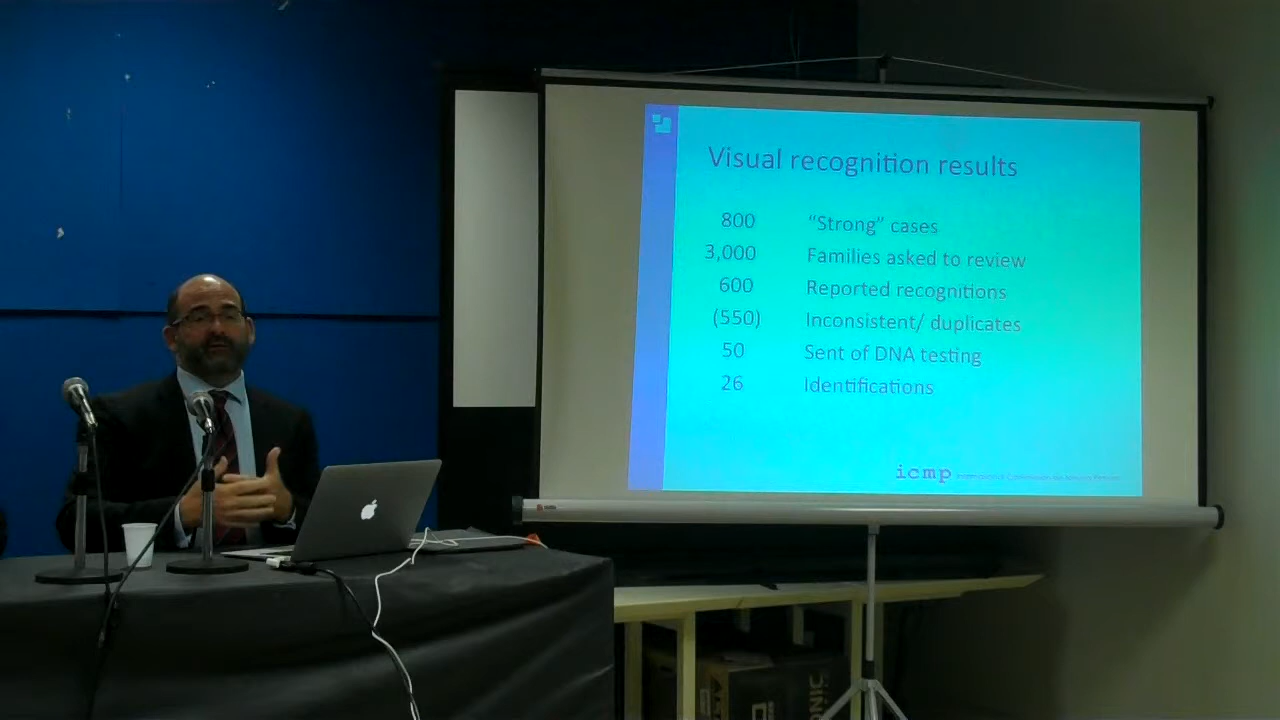 Visual recognition results
800 “Strong” cases
3,000 Families asked to review
600 Reported recognitions
(550) Inconsistent/ duplicates
50 Sent of DNA testing
26 Identifications
icmp